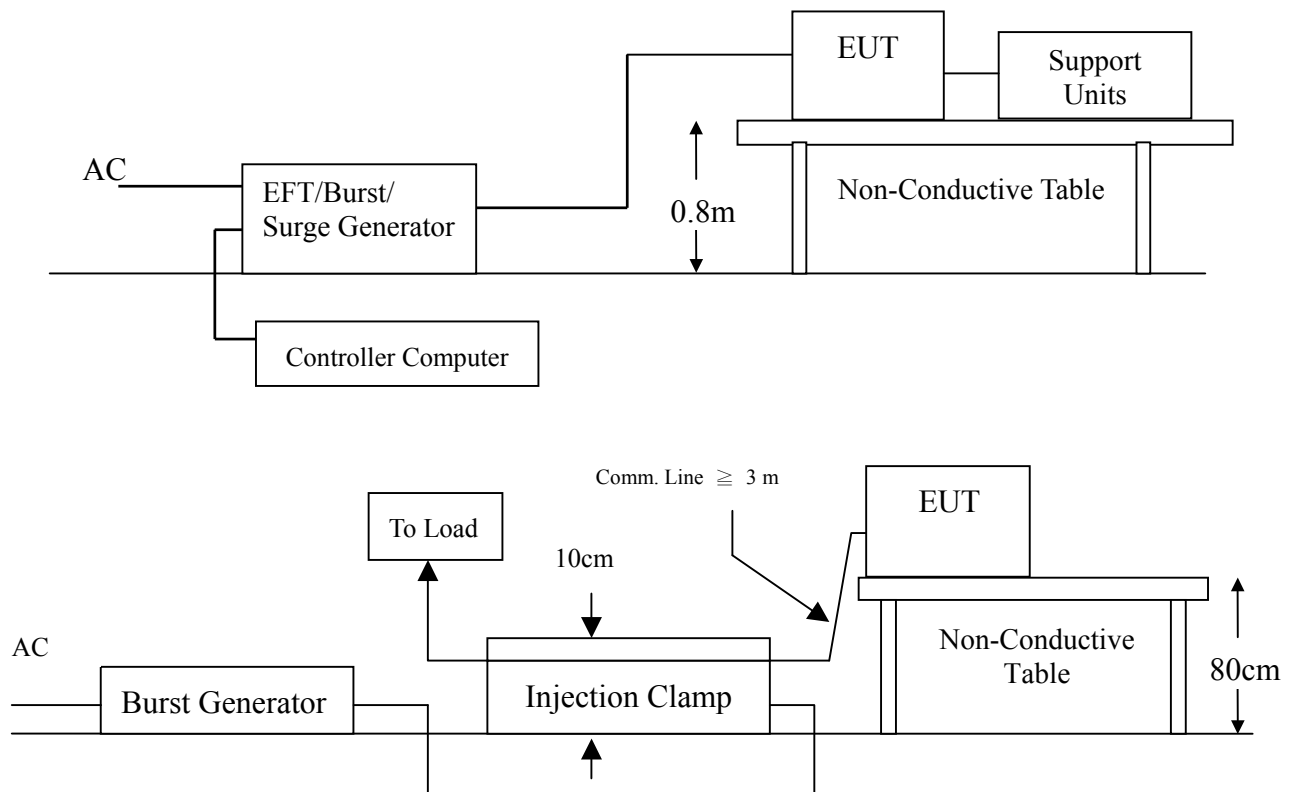 EUT
Support
Units
AC
EFT/Burst/
Surge Generator
0.8m
Non-Conductive Table
Controller Computer
Comm. Line ≧ 3 m
EUT
To Load
10cm
AC
Burst Generator
Injection Clamp
Non-Conductive
Table
80cm